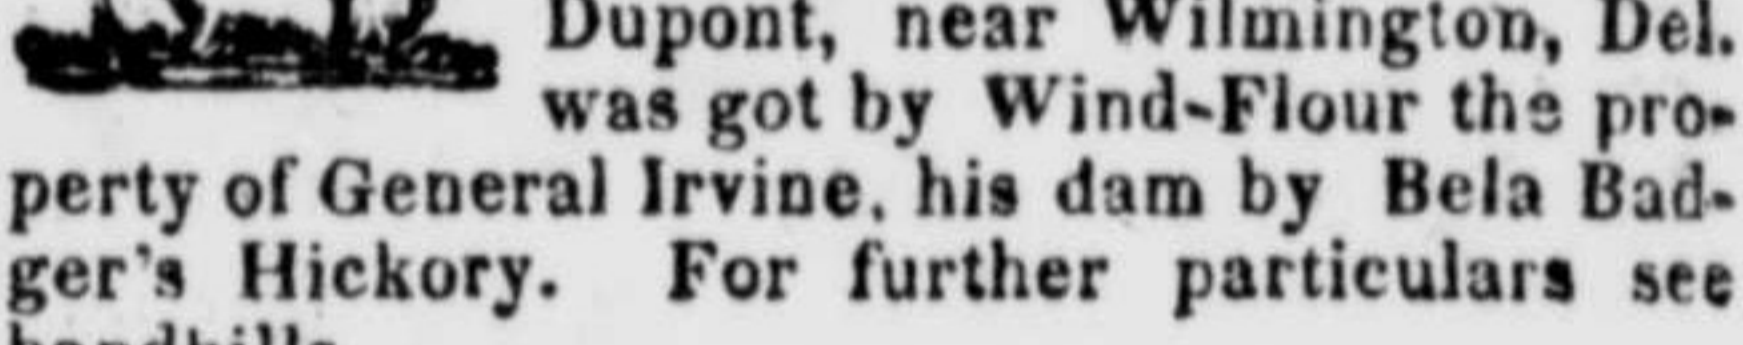 Dupont, near Wilmington, Del.
was got by Wind-Flour the pro-
perty of General Irvine, his dam by Bela Bad-
ger's Hickory. For further particulars see
handbills